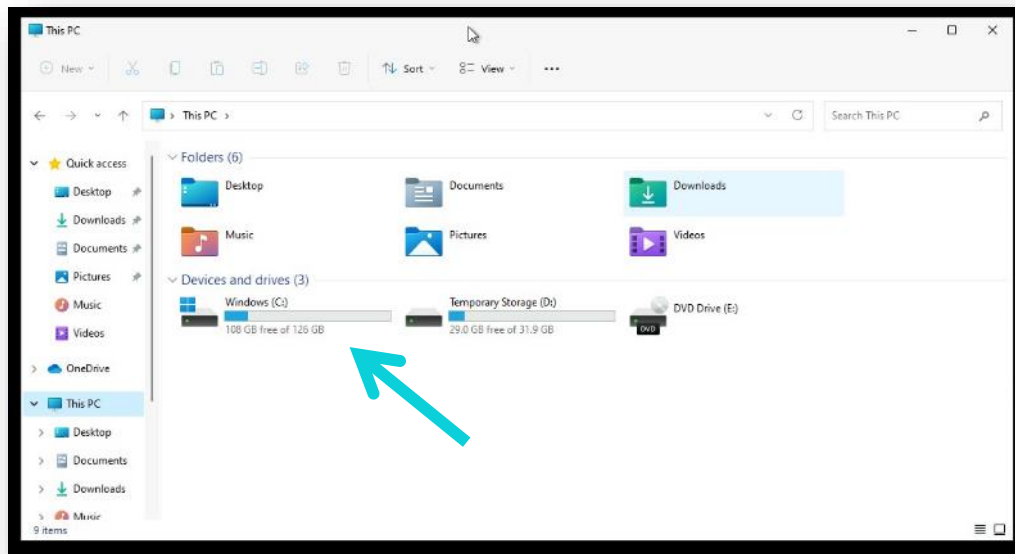 This PC
New
Sort
View
This PC
Search This PC
Quick access
Desktop
Downloads
Documents
Pictures
Music
Videos
OneDrive
This PC
Desktop
Documents
Downloads
Music
9 items
Folders (6)
Desktop
Documents
Downloads
Music
Pictures
Videos
Devices and drives (3)
Windows (C:)
108 GB free of 126 GB
Temporary Storage (D:)
29.0 GB free of 31.9 GB
DVD Drive (E:)
DVD